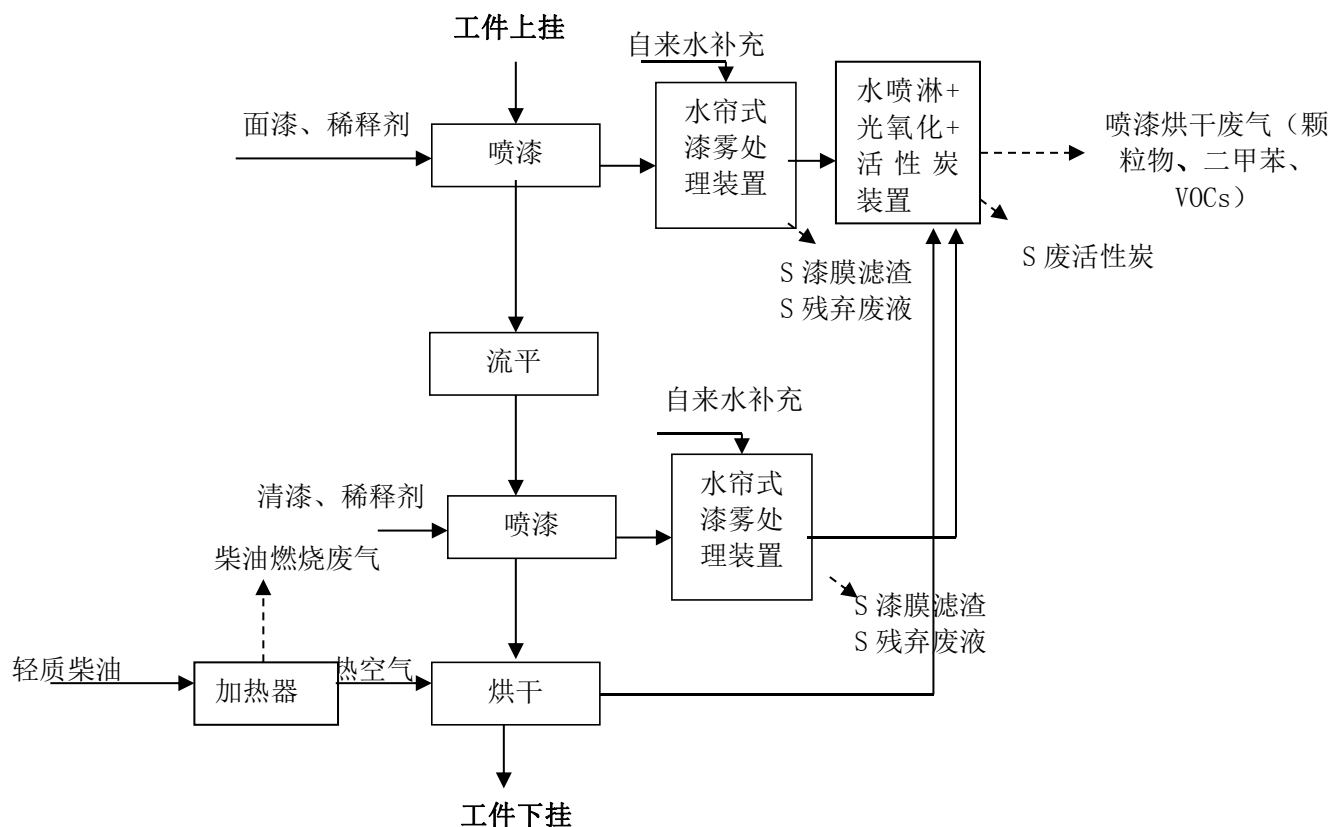 工件上挂
自来水补充
面漆、稀释剂
喷漆
水帘式
漆雾处
理装置
水喷淋+
光氧化+
活性炭
装置
喷漆烘干废气（颗
粒物、二甲苯、
VOCs）
S 漆膜滤渣
S 残弃废液
S 废活性炭
流平
自来水补充
清漆、稀释剂
喷漆
水帘式
漆雾处
理装置
柴油燃烧废气
S 漆膜滤渣
S 残弃废液
轻质柴油
加热器
热空气
烘干
工件下挂